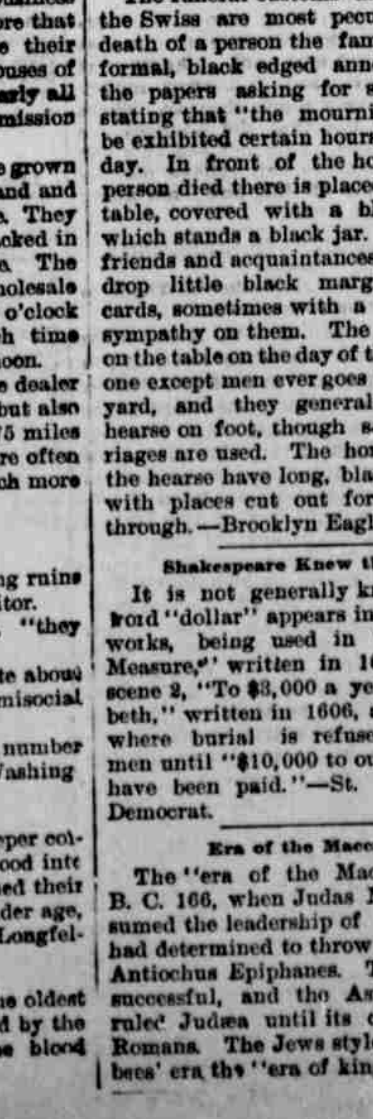 ore that
e their
ouses of
arly all
mission
e grown
and and
They
cked in
The
holesale
o'clock
h time
oon.
e dealer
but also
75 miles
re often
ch more
ng ruins
itor.
"they
te about
misocial
number
Washing
per col-
ood into
ed their
der age,
Longfel-
e oldest
d by the
e blood
the Swiss are most pecu
death of a person the fam
formal, black edged anno
the papers asking for s
stating that "the mourni
be exhibited certain hours
day. In front of the ho
person died there is place
table, covered with a bl
which stands a black jar.
friends and acquaintances
drop little black marg
cards, sometimes with a
sympathy on them. The
on the table on the day of t
one except men ever goes
yard, and they general
hearse on foot, though s
riages are used. The hor
the hearse have long, bla
with places cut out for
through.—Brooklyn Eagl
Shakespeare Knew th
It is not generally k
word "dollar" appears in
works, being used in
Measure," written in 16
scene 2, "To $3,000 a ye
beth," written in 1606, a
where burial is refuse
men until "$10,000 to ou
have been paid."—St.
Democrat.
Era of the Macc
The "era of the Mac
B. C. 166, when Judas M
sumed the leadership of
had determined to throw
Antiochus Epiphanes. T
successful, and the As
ruled Judæa until its c
Romans. The Jews style
bees' era the "era of kin